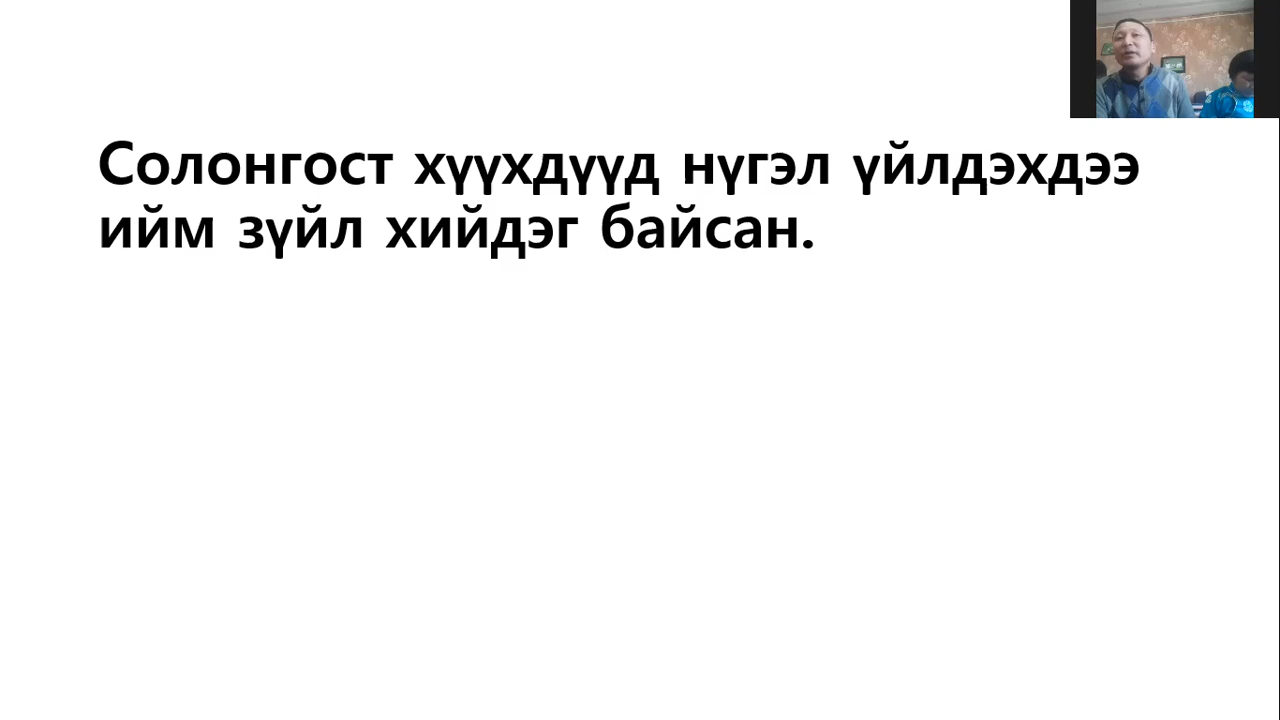 Солонгост хүүхдүүд нүгэл үйлдэхдээ
ийм зүйл хийдэг байсан.